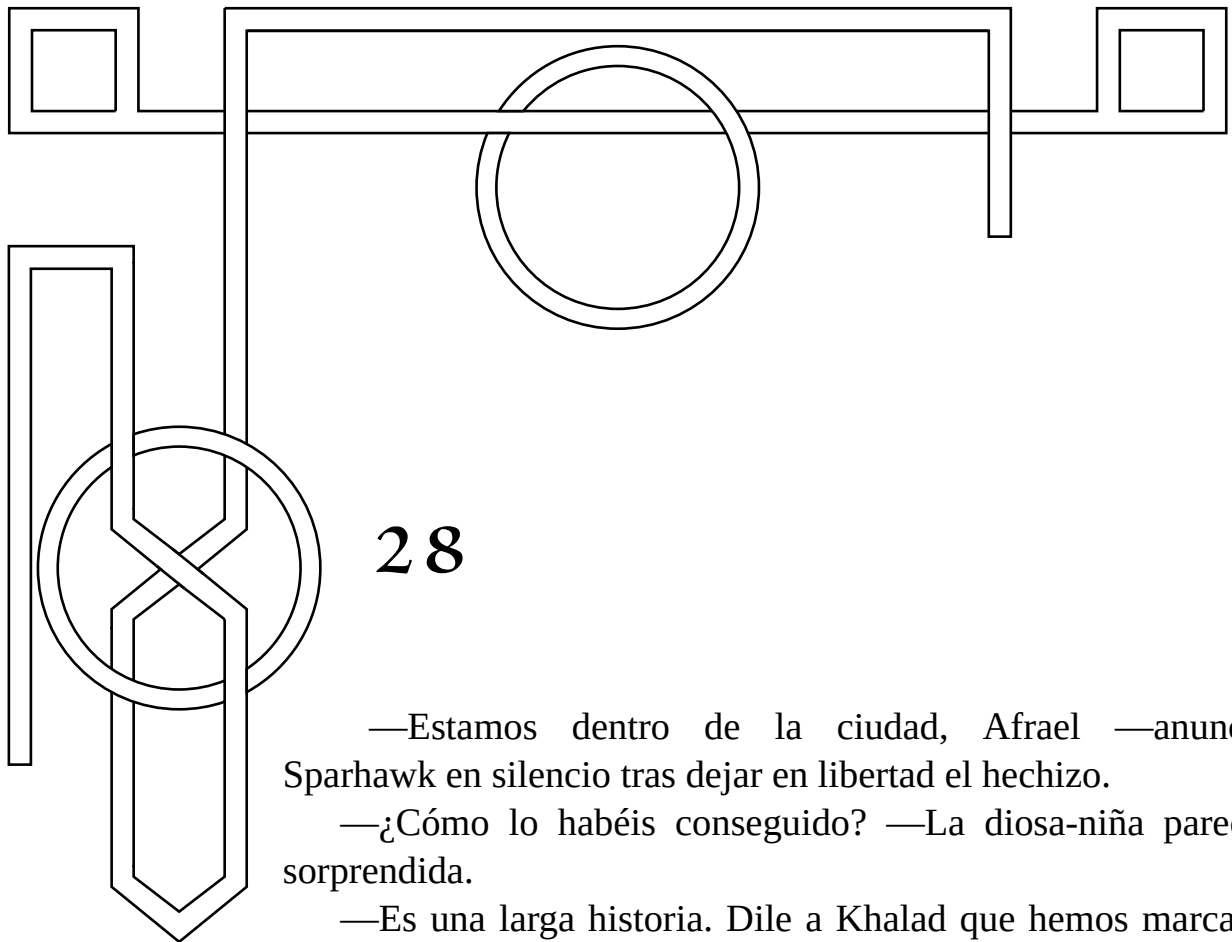 28
—Estamos dentro de la ciudad, Afrael
Sparhawk en silencio tras dejar en libertad el hechizo.
—¿Cómo lo habéis conseguido? —La diosa-niña
sorprendida.
—Es una larga historia. Dile a Khalad que hemos